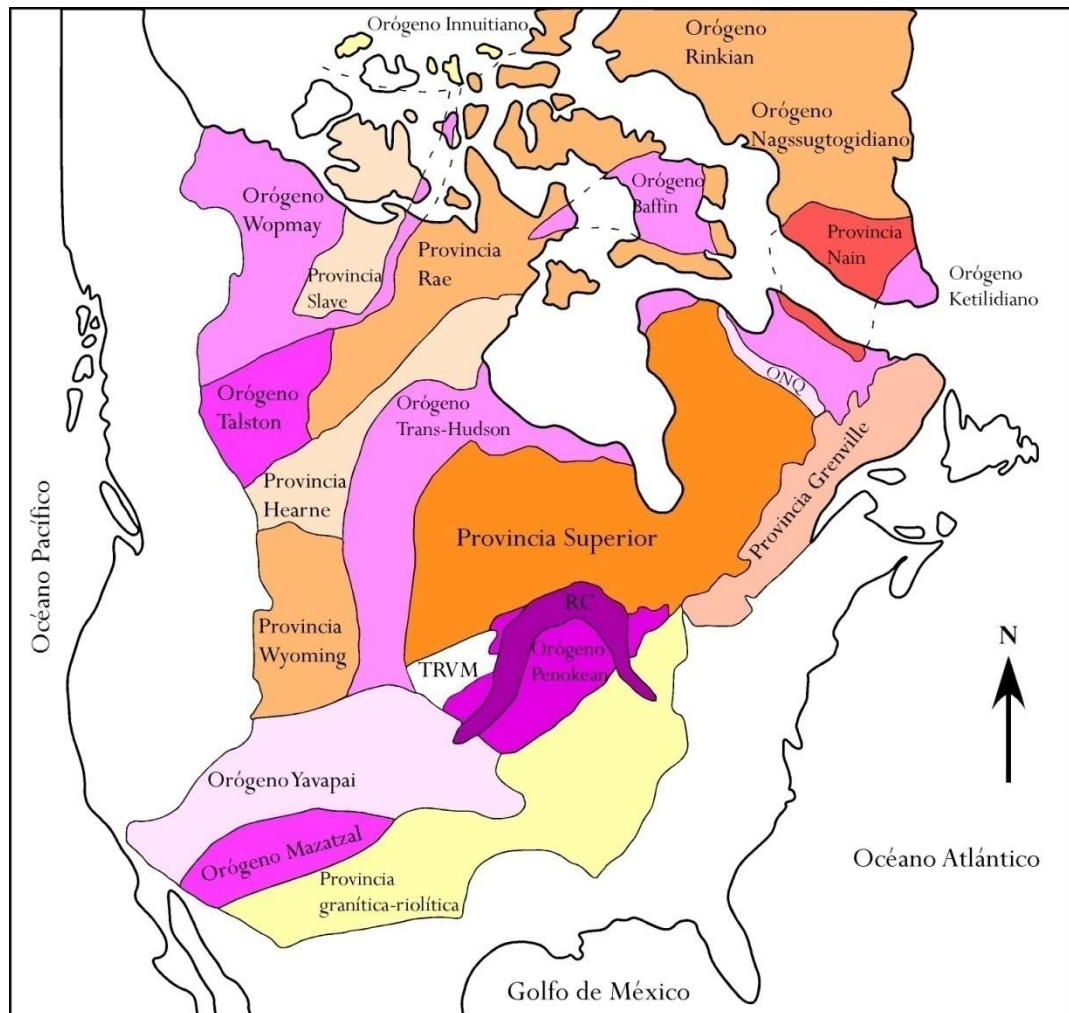 Orógeno Innuitiano
Orógeno
Rinkian
Orógeno
Nagssugtogidiano
Orógeno
Wopmay
Orógeno
Baffin
Provincia
Slave
Provincia
Rae
Provincia
Nain
Orógeno
Ketilidiano
Orógeno
Talston
Orógeno
Trans-Hudson
ONQ
Provincia
Hearne
Provincia Grenville
Provincia Superior
Océano Pacífico
Provincia
Wyoming
RC
TRVM
Orógeno
Penokean
N
Orógeno Yavapai
Orógeno Mazatzal
Provincia
granítica-riolítica
Océano Atlántico
Golfo de México